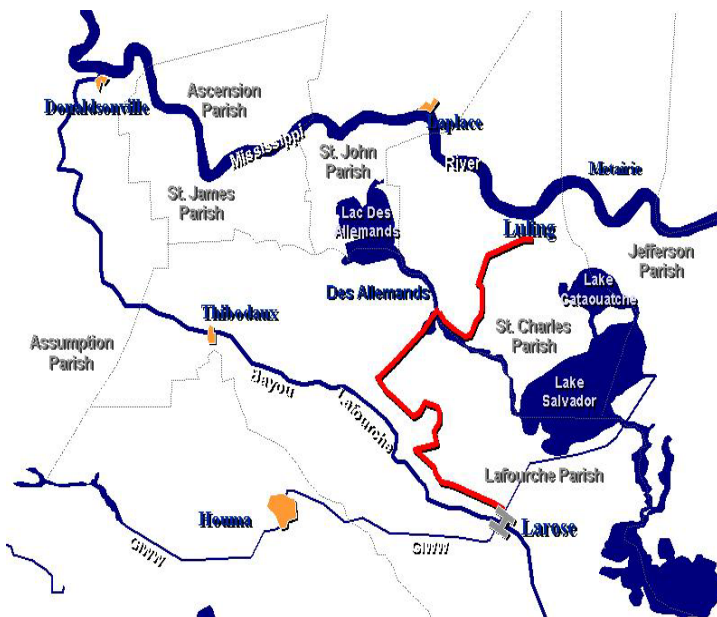 Donaldsonville
Ascension
Parish
Mississippi
St. John
Parish
Laplace
River
Metairie
St. James
Parish
Lac Des
Allemands
Luling
Jefferson
Parish
Des Allemands
Lake
Cataouatche
Thibodaux
St. Charles
Parish
Assumption
Parish
Bayou
Lafourche
Lake
Salvador
Lafourche Parish
Houma
GIWW
GIWW
Larose